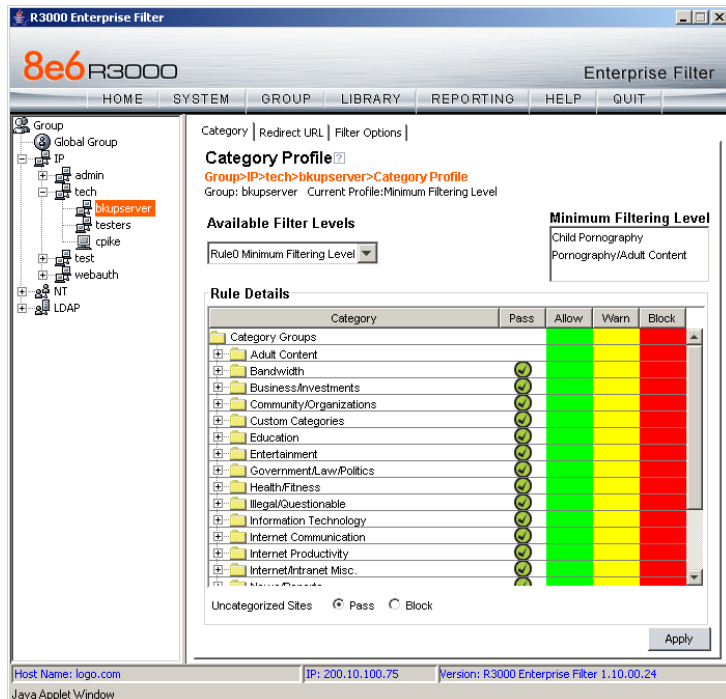 R3000 Enterprise Filter
8e6 R3000
Enterprise Filter
HOME SYSTEM GROUP LIBRARY REPORTING HELP QUIT
Group
Global Group
IP
admin
tech
bkupserver
testers
cpike
test
webauth
NT
LDAP
Category Redirect URL Filter Options
Category Profile ?
Group>IP>tech>bkupserver>Category Profile
Group: bkupserver Current Profile:Minimum Filtering Level
Available Filter Levels
Rule0 Minimum Filtering Level
Minimum Filtering Level
Child Pornography
Pornography/Adult Content
Rule Details
Category Pass Allow Warn Block
Category Groups
Adult Content
Bandwidth
Business/Investments
Community/Organizations
Custom Categories
Education
Entertainment
Government/Law/Politics
Health/Fitness
Illegal/Questionable
Information Technology
Internet Communication
Internet Productivity
Internet/Intranet Misc.
Uncategorized Sites Pass Block
Apply
Host Name: logo.com IP: 200.10.100.75 Version: R3000 Enterprise Filter 1.10.00.24
Java Applet Window